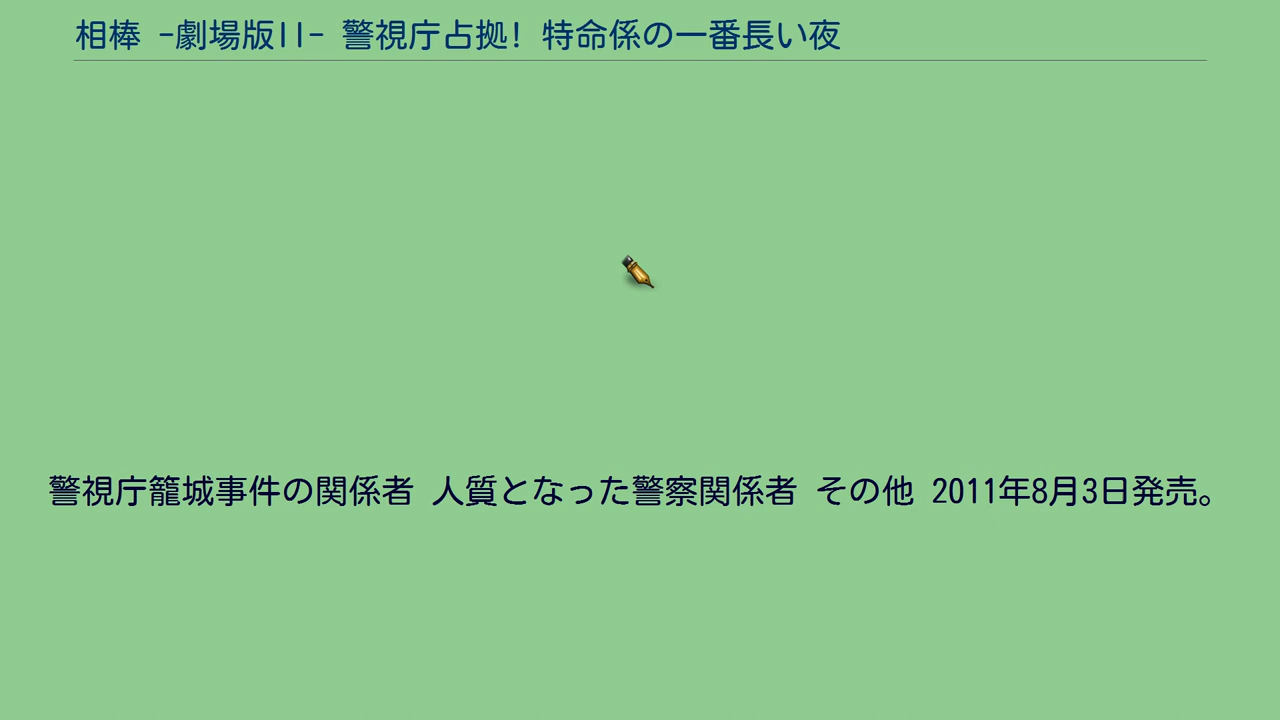 相棒 -劇場版II- 警視庁占拠! 特命係の一番長い夜
警視庁籠城事件の関係者 人質となった警察関係者 その他 2011年8月3日発売。